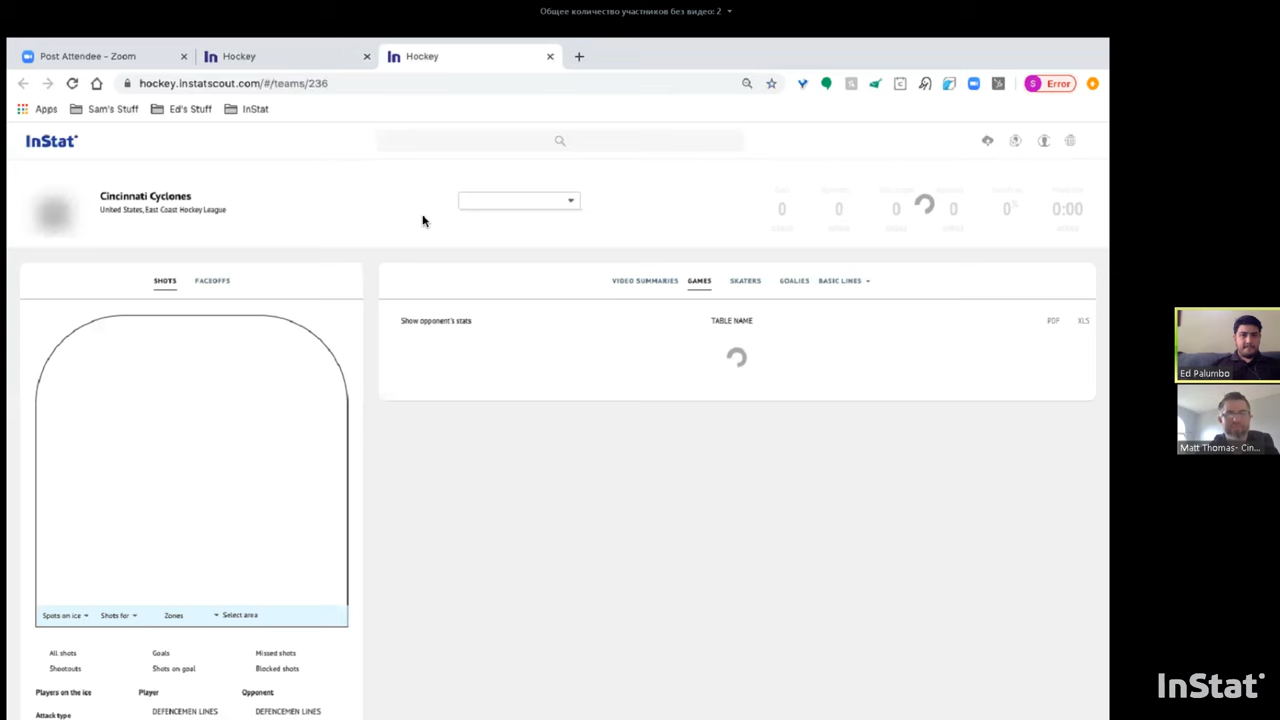 Общее количество участников без видео: 2
Post Attendee - Zoom
Hockey
Hockey
hockey.instatscout.com/#/teams/236
S Error
Apps Sam's Stuff Ed's Stuff InStat
InStat
Cincinnati Cyclones
United States, East Coast Hockey League
0 0 0 0 0% 0:00
SHOTS FACEOFFS
VIDEO SUMMARIES GAMES SKATERS GOALIES BASIC LINES
Show opponent's stats TABLE NAME PDF XLS
Ed Palumbo
Matt Thomas- Cin...
Spots on ice Shots for Zones Select area
All shots Goals Missed shots
Shootouts Shots on goal Blocked shots
Players on the ice Player Opponent
Attack type DEFENCEMEN LINES DEFENCEMEN LINES
InStat